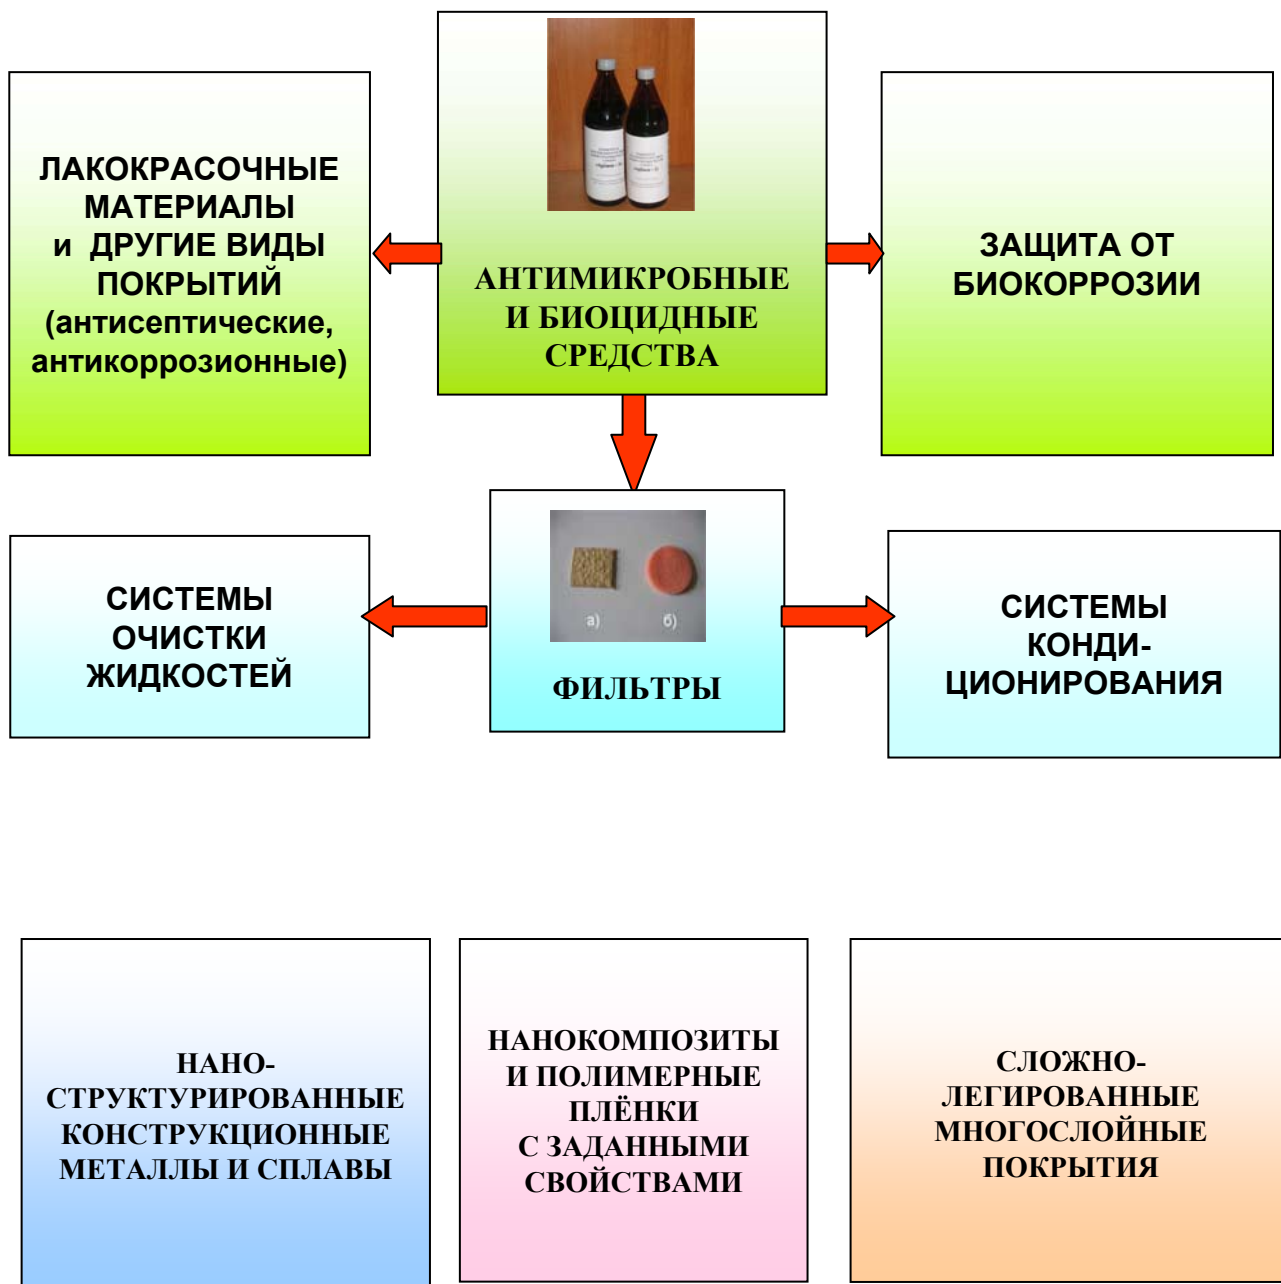 ЛАКОКРАСОЧНЫЕ
МАТЕРИАЛЫ
и ДРУГИЕ ВИДЫ
ПОКРЫТИЙ
(антисептические,
антикоррозионные)
АНТИМИКРОБНЫЕ
И БИОЦИДНЫЕ
СРЕДСТВА
ЗАЩИТА ОТ
БИОКОРРОЗИИ
СИСТЕМЫ
ОЧИСТКИ
ЖИДКОСТЕЙ
а) б)
ФИЛЬТРЫ
СИСТЕМЫ
КОНДИ-
ЦИОНИРОВАНИЯ
НАНО-
СТРУКТУРИРОВАННЫЕ
КОНСТРУКЦИОННЫЕ
МЕТАЛЛЫ И СПЛАВЫ
НАНОКОМПОЗИТЫ
И ПОЛИМЕРНЫЕ
ПЛЁНКИ
С ЗАДАННЫМИ
СВОЙСТВАМИ
СЛОЖНО-
ЛЕГИРОВАННЫЕ
МНОГОСЛОЙНЫЕ
ПОКРЫТИЯ